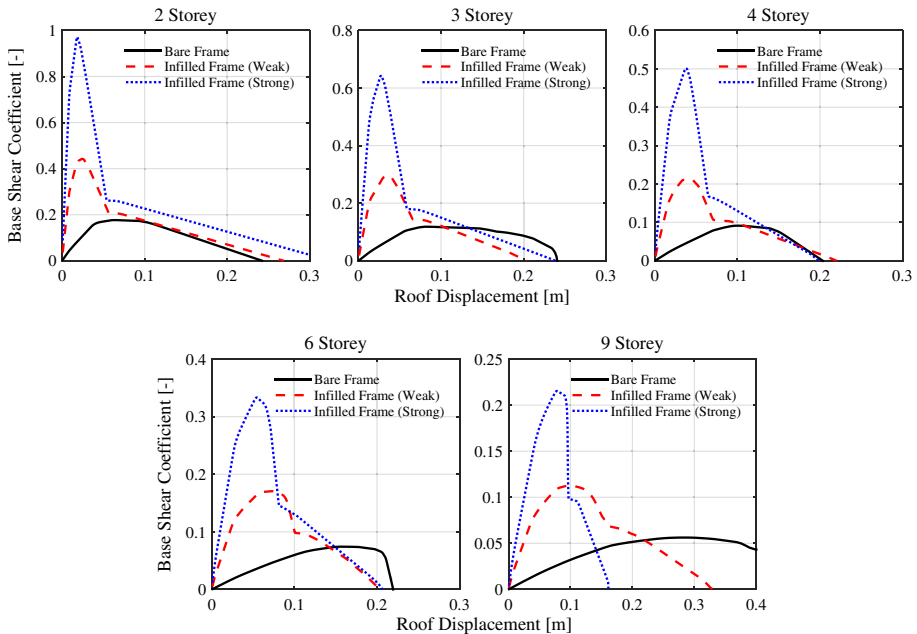 2 Storey
3 Storey
4 Storey
Base Shear Coefficient [-]
1
0.8
0.6
0.4
0.2
0
0 0.1 0.2 0.3
Bare Frame
Infilled Frame (Weak)
Infilled Frame (Strong)
0.8
0.6
0.4
0.2
0
0 0.1 0.2 0.3
Bare Frame
Infilled Frame (Weak)
Infilled Frame (Strong)
0.6
0.5
0.4
0.3
0.2
0.1
0
0 0.1 0.2 0.3
Bare Frame
Infilled Frame (Weak)
Infilled Frame (Strong)
Roof Displacement [m]
6 Storey
9 Storey
Base Shear Coefficient [-]
0.4
0.3
0.2
0.1
0
0 0.1 0.2 0.3
Bare Frame
Infilled Frame (Weak)
Infilled Frame (Strong)
0.25
0.2
0.15
0.1
0.05
0
0 0.1 0.2 0.3 0.4
Bare Frame
Infilled Frame (Weak)
Infilled Frame (Strong)
Roof Displacement [m]